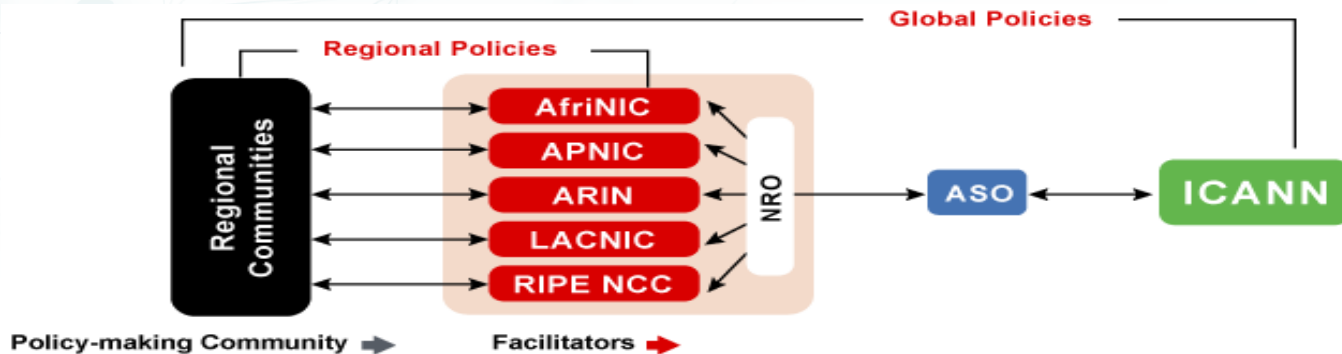 Global Policies
Regional Policies
Regional
Communities
AfriNIC
APNIC
ARIN
LACNIC
RIPE NCC
NRO
ASO
ICANN
Policy-making Community
Facilitators